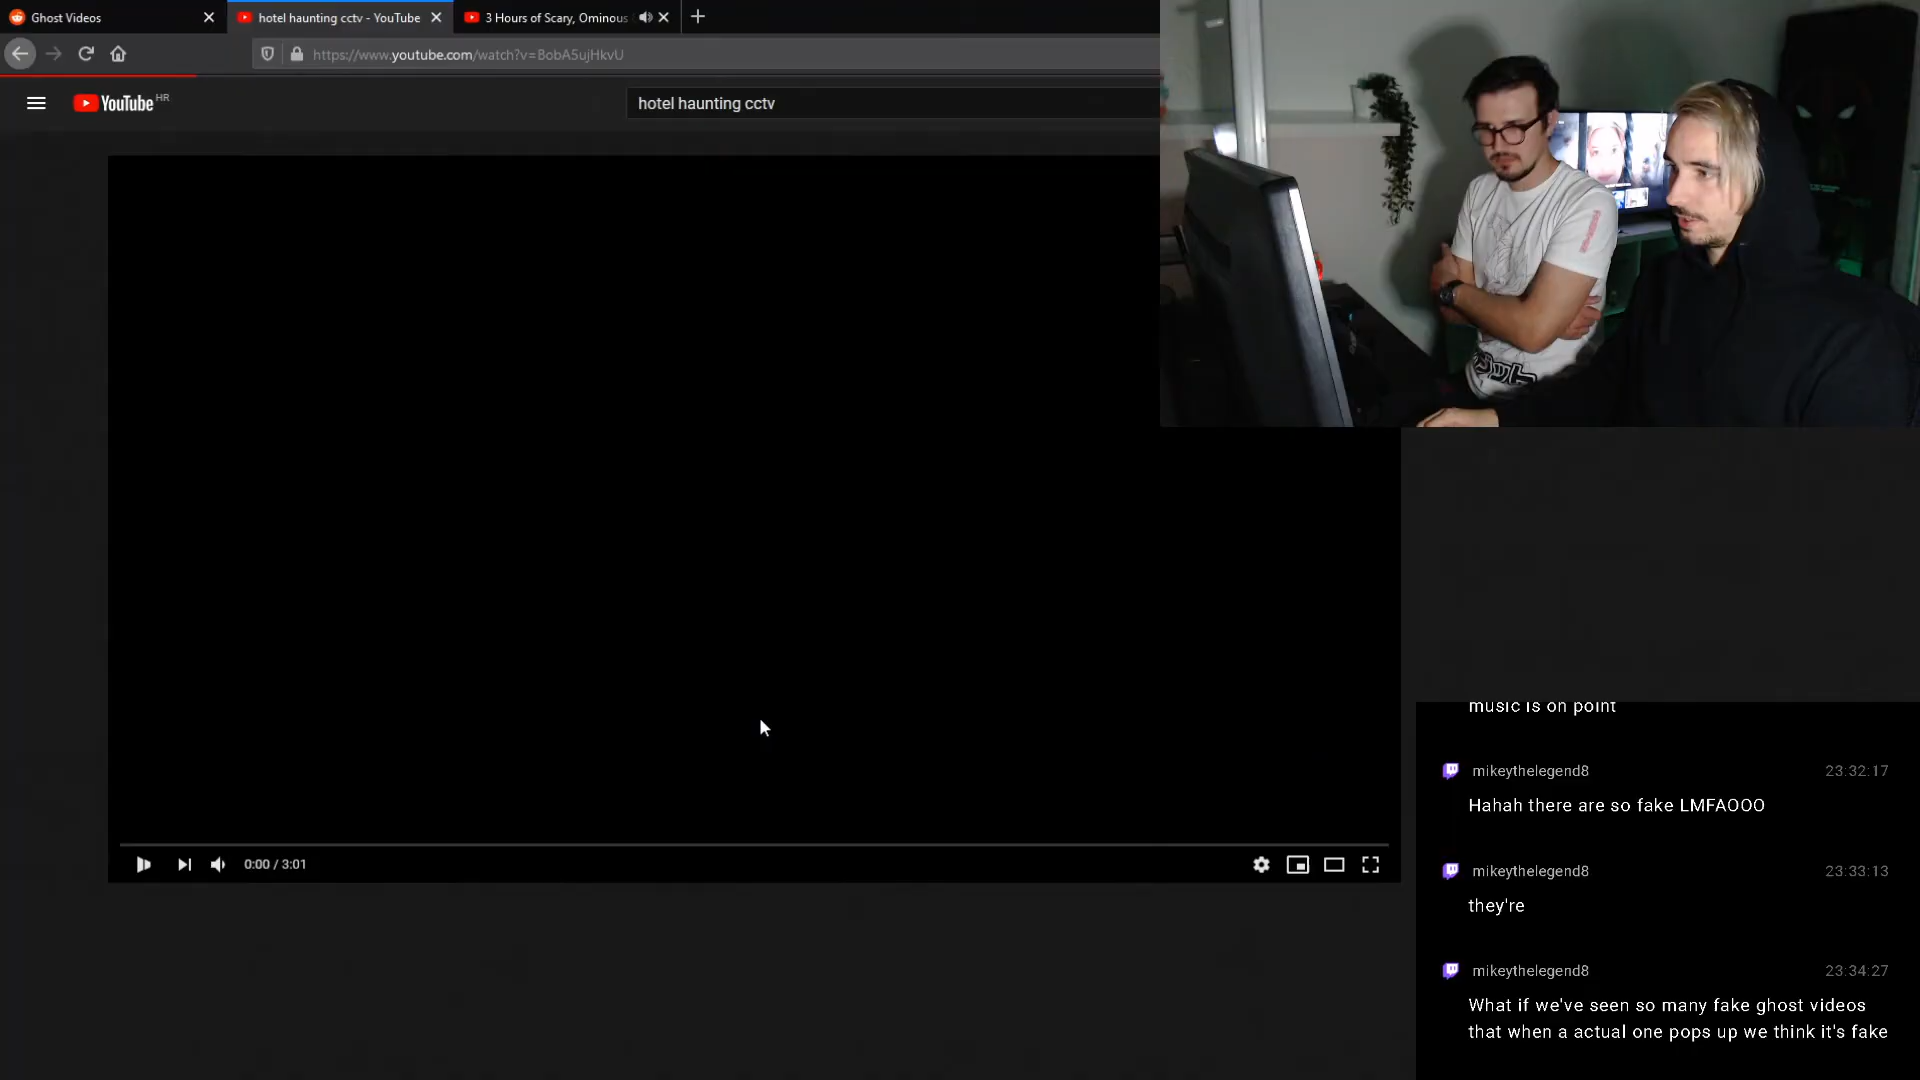 Ghost Videos
hotel haunting cctv - YouTube
3 Hours of Scary, Ominous
https://www.youtube.com/watch?v=BobA5ujHkvU
YouTube HR
hotel haunting cctv
0:00 / 3:01
music is on point
mikeythelegend8 23:32:17
Hahah there are so fake LMFAOOO
mikeythelegend8 23:33:13
they're
mikeythelegend8 23:34:27
What if we've seen so many fake ghost videos
that when a actual one pops up we think it's fake